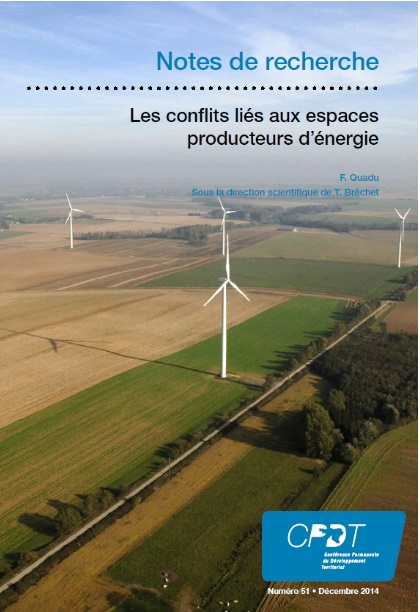 Notes de recherche
Les conflits liés aux espaces
producteurs d'énergie
F. Quadu
Sous la direction scientifique de T. Bréchet
CPDT
Conférence Permanente
du Développement
Territorial
Numéro 51 • Décembre 2014